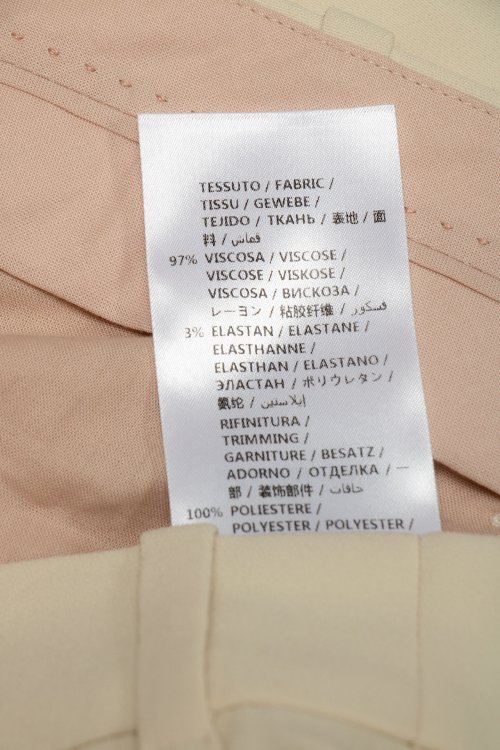 TESSUTO / FABRIC /
TISSU / GEWEBE /
TEJIDO / ТКАНЬ / 表地 / 面
料 / قماش /
97% VISCOSA / VISCOSE /
VISCOSE / VISKOSE /
VISCOSA / ВИСКОЗА /
レーヨン / 粘胶纤维 / فسكوز /
3% ELASTAN / ELASTANE /
ELASTHANNE /
ELASTHAN / ELASTANO /
ЭЛАСТАН / ポリウレタン /
氨纶 / إيلاستين /
RIFINITURA /
TRIMMING /
GARNITURE / BESATZ /
ADORNO / ОТДЕЛКА / 一
部 / 装饰部件 / حافات /
100% POLIESTERE /
POLYESTER / POLYESTER /